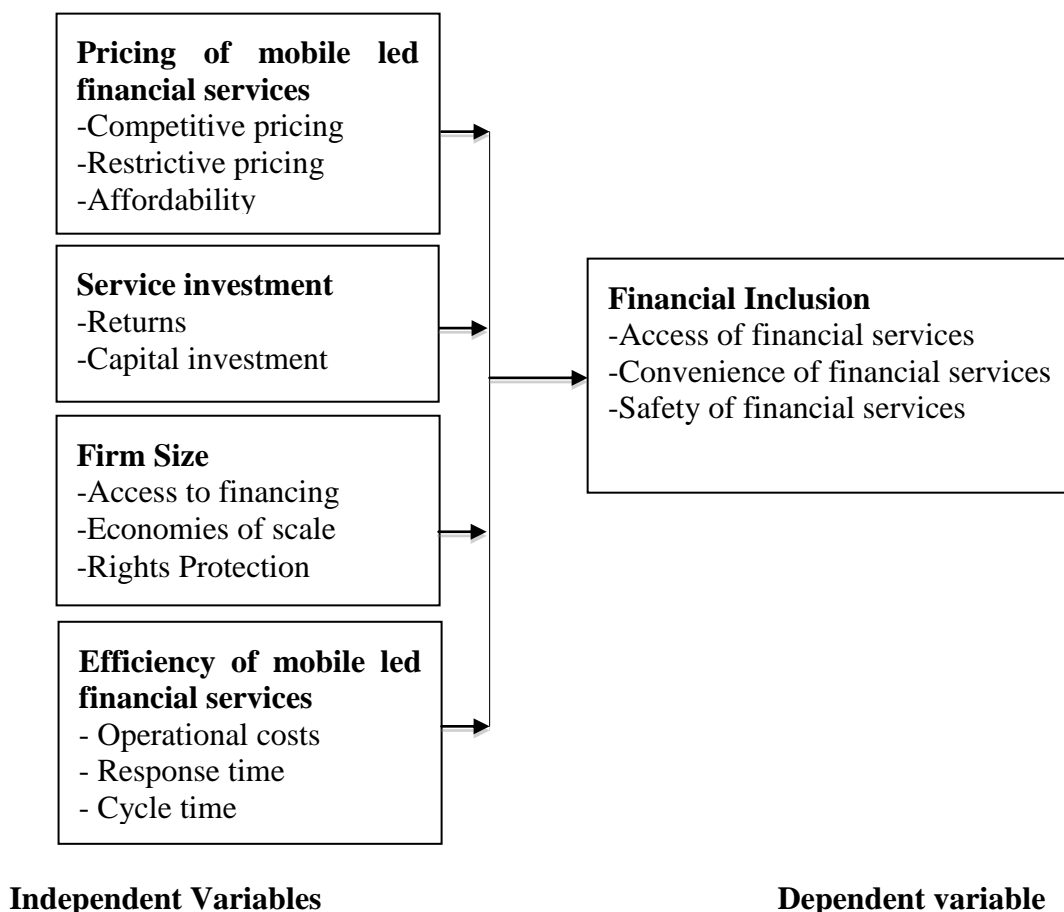 Pricing of mobile led
financial services
-Competitive pricing
-Restrictive pricing
-Affordability
Service investment
-Returns
-Capital investment
Firm Size
-Access to financing
-Economies of scale
-Rights Protection
Efficiency of mobile led
financial services
- Operational costs
- Response time
- Cycle time
Financial Inclusion
-Access of financial services
-Convenience of financial services
-Safety of financial services
Independent Variables
Dependent variable